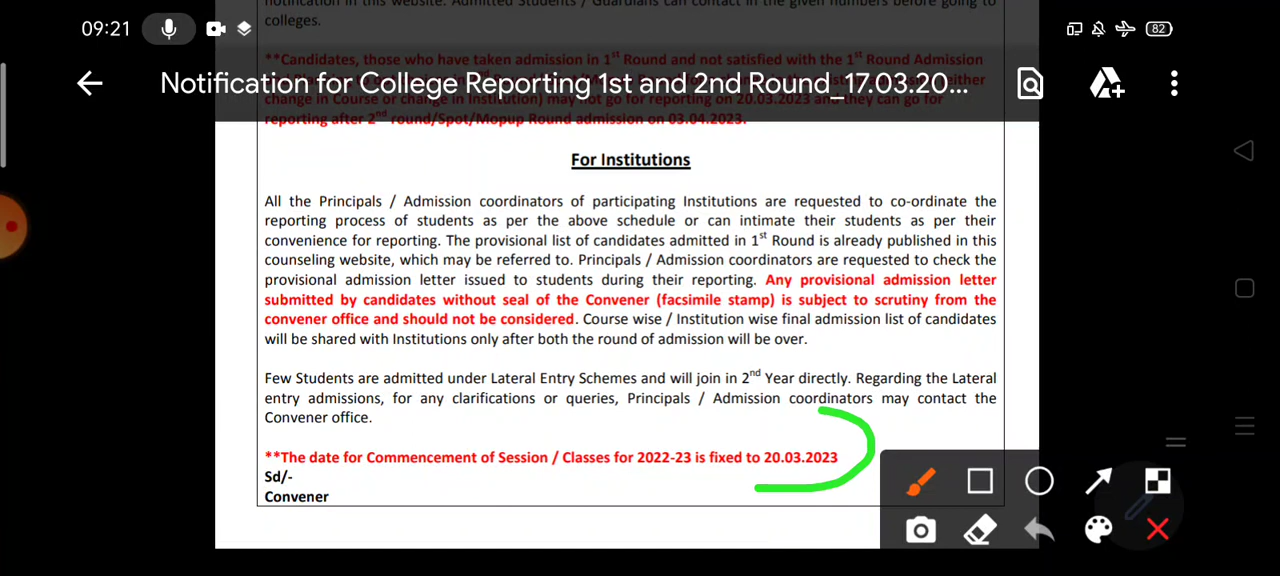 notification in this website. Admitted Students / Guardians can contact in the given numbers before going to
09:21
82
colleges.
**Candidates, those who have taken admission in 1st Round and not satisfied with the 1st Round Admission
Notification for College Reporting 1st and 2nd Round_17.03.20...
change in Course or change in Institution) may not go for reporting on 20.03.2023 and they can go for
reporting after 2nd round/Spot/Mopup Round admission on 03.04.2023.
For Institutions
All the Principals / Admission coordinators of participating Institutions are requested to co-ordinate the
reporting process of students as per the above schedule or can intimate their students as per their
convenience for reporting. The provisional list of candidates admitted in 1st Round is already published in this
counseling website, which may be referred to. Principals / Admission coordinators are requested to check the
provisional admission letter issued to students during their reporting. Any provisional admission letter
submitted by candidates without seal of the Convener (facsimile stamp) is subject to scrutiny from the
convener office and should not be considered. Course wise / Institution wise final admission list of candidates
will be shared with Institutions only after both the round of admission will be over.
Few Students are admitted under Lateral Entry Schemes and will join in 2nd Year directly. Regarding the Lateral
entry admissions, for any clarifications or queries, Principals / Admission coordinators may contact the
Convener office.
**The date for Commencement of Session / Classes for 2022-23 is fixed to 20.03.2023
Sd/-
Convener